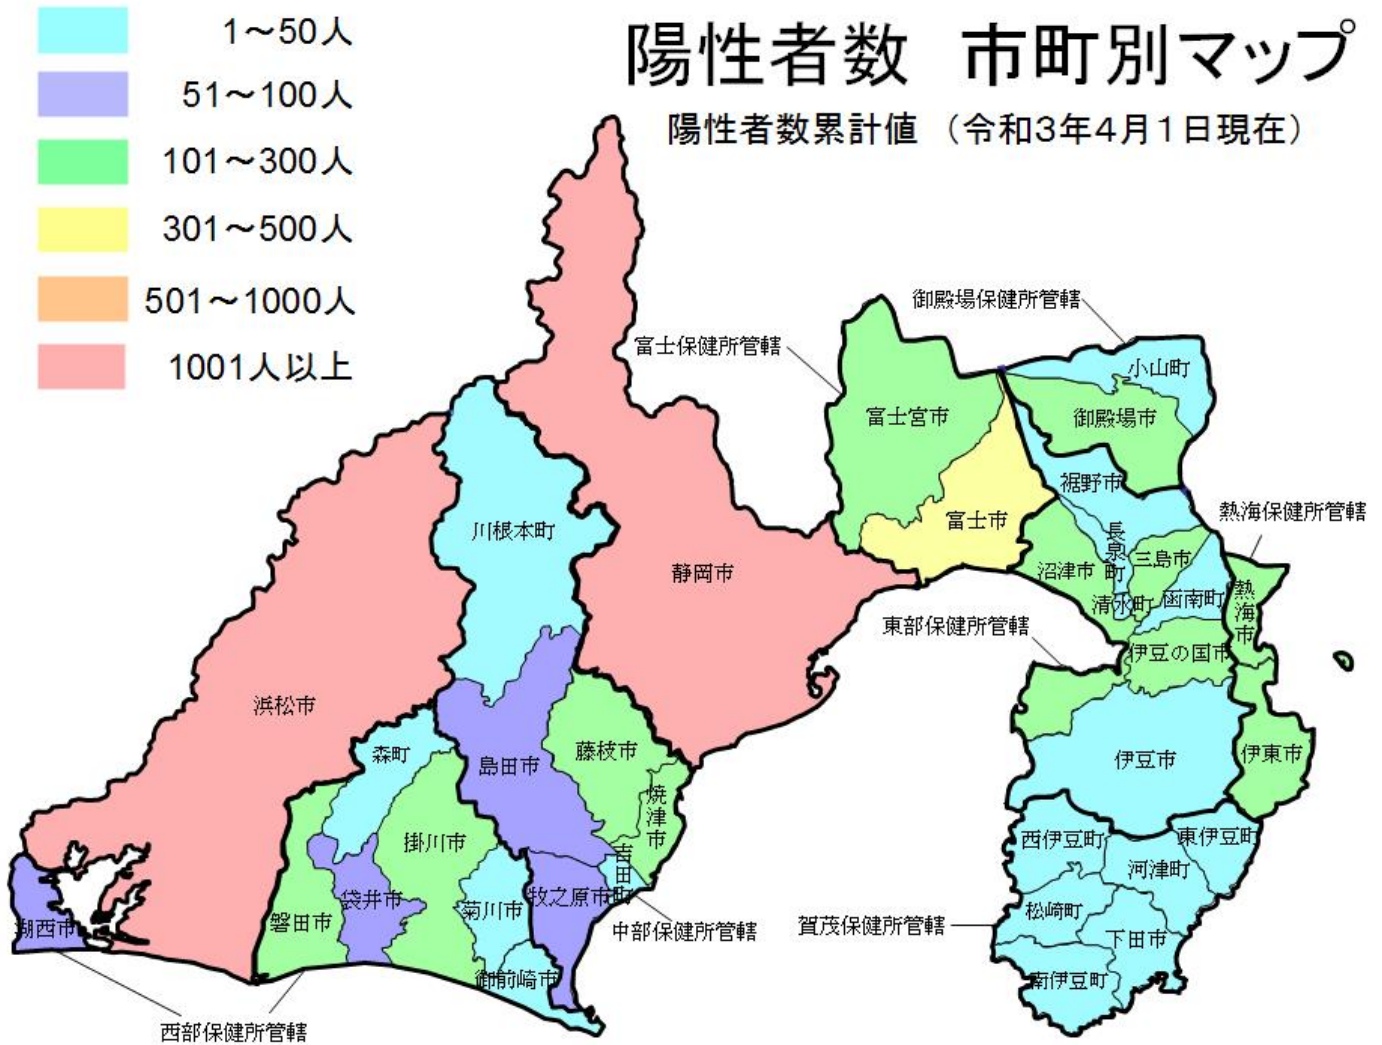 陽性者数 市町別マップ
陽性者数累計値（令和3年4月1日現在）
1～50人
51～100人
101～300人
301～500人
501～1000人
1001人以上
御殿場保健所管轄
富士保健所管轄
小山町
富士宮市
御殿場市
裾野市
熱海保健所管轄
富士市
川根本町
長泉町
三島市
静岡市
沼津市
清水町
函南町
熱海市
東部保健所管轄
伊豆の国市
浜松市
森町
島田市
藤枝市
伊豆市
伊東市
焼津市
掛川市
西伊豆町
東伊豆町
吉田町
河津町
袋井市
牧之原市
磐田市
菊川市
松崎町
湖西市
中部保健所管轄
賀茂保健所管轄
下田市
御前崎市
南伊豆町
西部保健所管轄